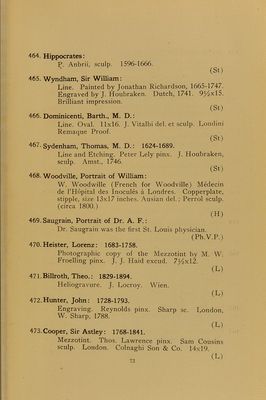 464. Hippocrates:
P. Anbrii, sculp. 1596-1666.
(St)
465. Wyndham, Sir William:
Line. Painted by Jonathan Richardson, 1665-1747.
Engraved by J. Houbraken. Dutch, 1741. 9½x15.
Brilliant impression.
(St)
466. Dominicenti, Barth., M. D.:
Line. Oval. 11x16. J. Vitalbi del. et sculp. Londini
Remaque Proof.
(St)
467. Sydenham, Thomas, M. D.: 1624-1689.
Line and Etching. Peter Lely pinx. J. Houbraken,
sculp. Amst., 1746.
(St)
468. Woodville, Portrait of William:
W. Woodwille (French for Woodville) Médecin
de l'Hôpital des Inoculés à Londres. Copperplate,
stipple, size 13x17 inches. Ausian del.; Perrol sculp.
(circa 1800.)
(H)
469. Saugrain, Portrait of Dr. A. F.:
Dr. Saugrain was the first St. Louis physician.
(Ph.V.P.)
470. Heister, Lorenz: 1683-1758.
Photographic copy of the Mezzotint by M. W.
Froelling pinx. J. J. Haid excud. 7½x12.
(L)
471. Billroth, Theo.: 1829-1894.
Heliogravure. J. Locroy. Wien.
(L)
472. Hunter, John: 1728-1793.
Engraving. Reynolds pinx. Sharp sc. London,
W. Sharp, 1788.
(L)
473. Cooper, Sir Astley: 1768-1841.
Mezzotint. Thos. Lawrence pinx. Sam Cousins
sculp. London. Colnaghi Son & Co. 14x19.
(L)